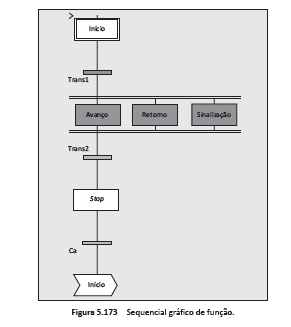 Início
Trans1
Avanço Retorno Sinalização
Trans2
Stop
Ca
Início
Figura 5.173 Sequencial gráfico de função.